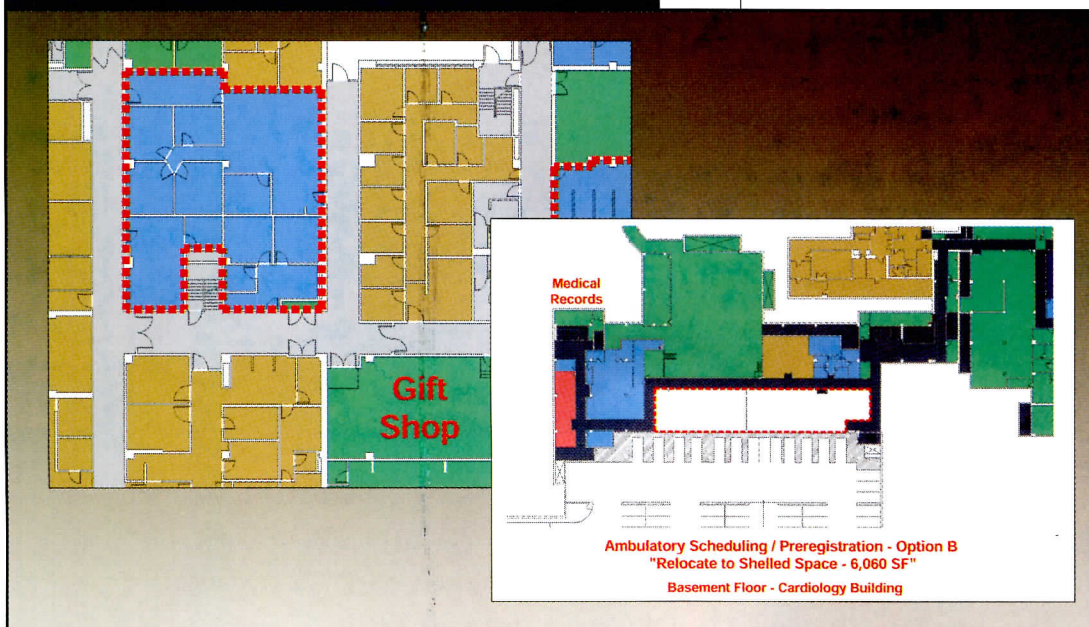 Gift
Shop
Medical
Records
Ambulatory Scheduling / Preregistration - Option B
"Relocate to Shelled Space - 6,060 SF"
Basement Floor - Cardiology Building